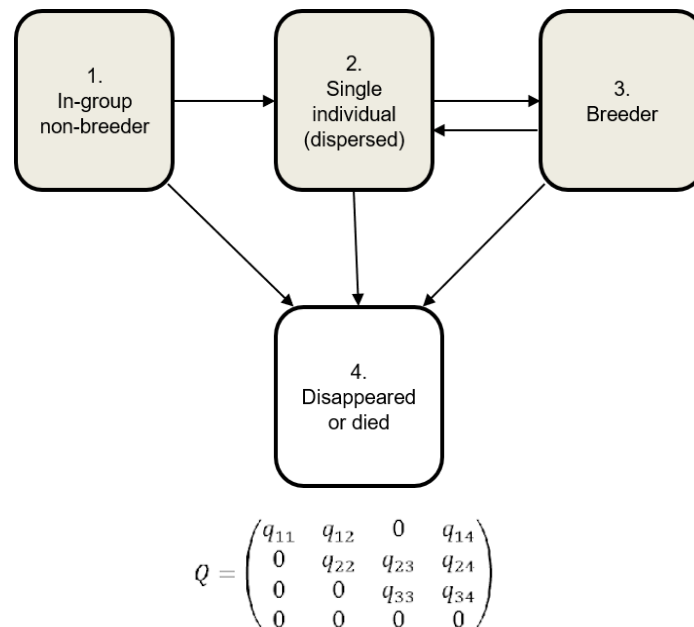 1.
In-group
non-breeder
2.
Single
individual
(dispersed)
3.
Breeder
4.
Disappeared
or died
Q = (q₁₁ q₁₂ 0 q₁₄
0 q₂₂ q₂₃ q₂₄
0 0 q₃₃ q₃₄
0 0 0 0)